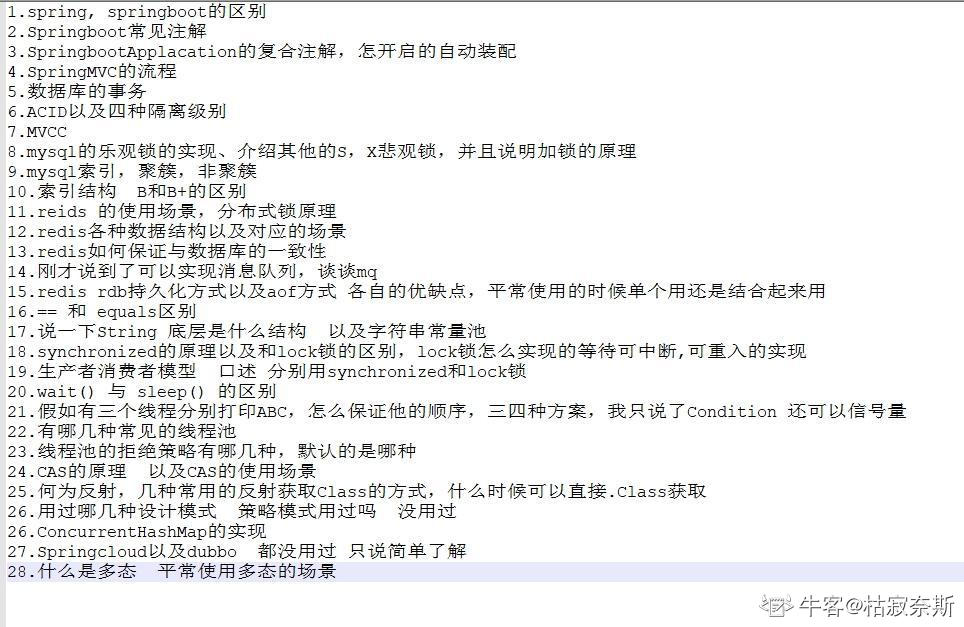 1.spring, springboot的区别
2.Springboot常见注解
3.SpringbootApplacation的复合注解，怎开启的自动装配
4.SpringMVC的流程
5.数据库的事务
6.ACID以及四种隔离级别
7.MVCC
8.mysql的乐观锁的实现、介绍其他的S，X悲观锁，并且说明加锁的原理
9.mysql索引，聚簇，非聚簇
10.索引结构  B和B+的区别
11.reids 的使用场景，分布式锁原理
12.redis各种数据结构以及对应的场景
13.redis如何保证与数据库的一致性
14.刚才说到了可以实现消息队列，谈谈mq
15.redis rdb持久化方式以及aof方式 各自的优缺点，平常使用的时候单个用还是结合起来用
16.== 和 equals区别
17.说一下String 底层是什么结构  以及字符串常量池
18.synchronized的原理以及和lock锁的区别，lock锁怎么实现的等待可中断,可重入的实现
19.生产者消费者模型  口述 分别用synchronized和lock锁
20.wait() 与 sleep() 的区别
21.假如有三个线程分别打印ABC，怎么保证他的顺序，三四种方案，我只说了Condition 还可以信号量
22.有哪几种常见的线程池
23.线程池的拒绝策略有哪几种，默认的是哪种
24.CAS的原理  以及CAS的使用场景
25.何为反射，几种常用的反射获取Class的方式，什么时候可以直接.Class获取
26.用过哪几种设计模式  策略模式用过吗  没用过
26.ConcurrentHashMap的实现
27.Springcloud以及dubbo  都没用过 只说简单了解
28.什么是多态  平常使用多态的场景
牛客@枯寂奈斯